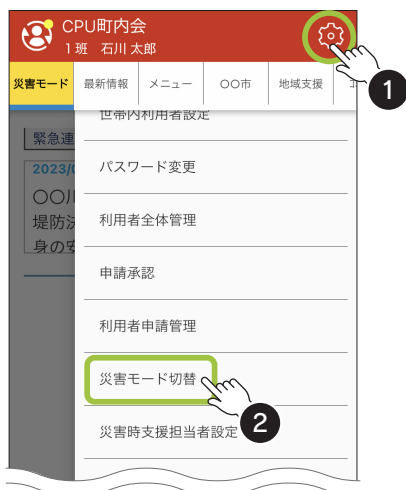 CPU町内会
1班 石川 太郎
災害モード 最新情報 メニュー 〇〇市 地域支援
1
世帯内利用者設定
緊急連
パスワード変更
2023/
〇〇川
利用者全体管理
堤防決
身の安
申請承認
利用者申請管理
災害モード切替
2
災害時支援担当者設定